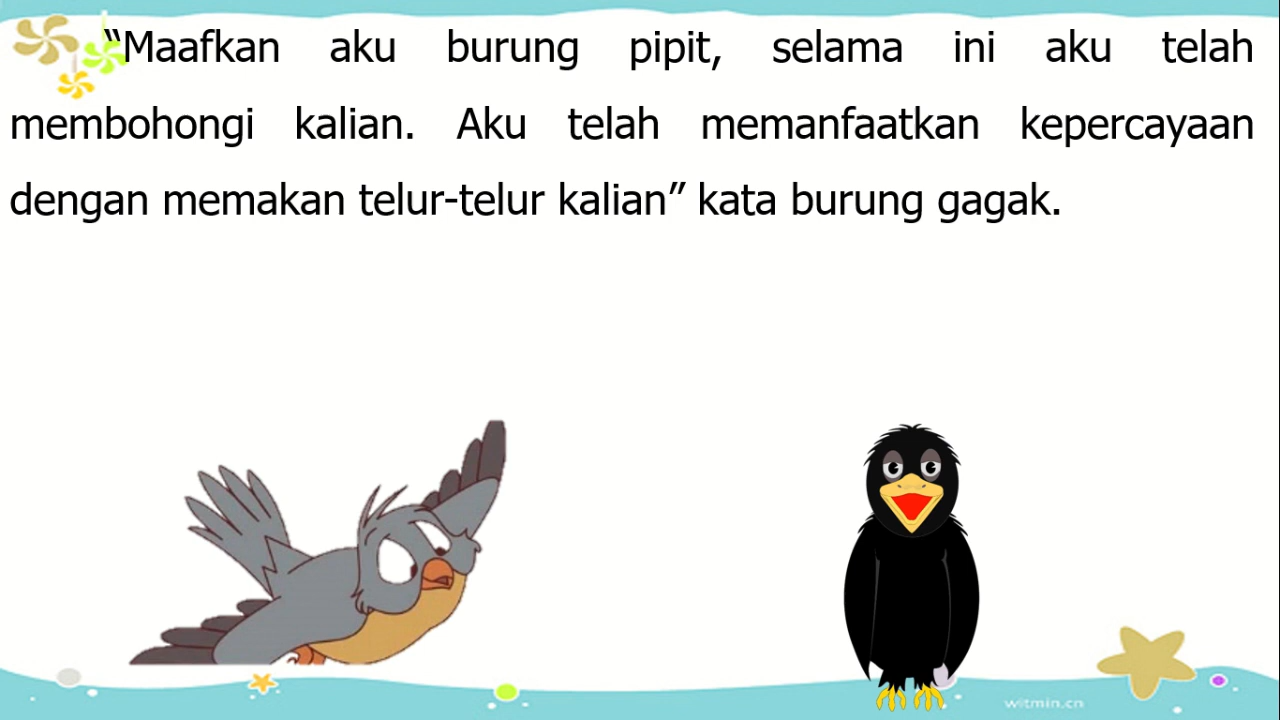 “Maafkan aku burung pipit, selama ini aku telah
membohongi kalian. Aku telah memanfaatkan kepercayaan
dengan memakan telur-telur kalian” kata burung gagak.
witmin.cn